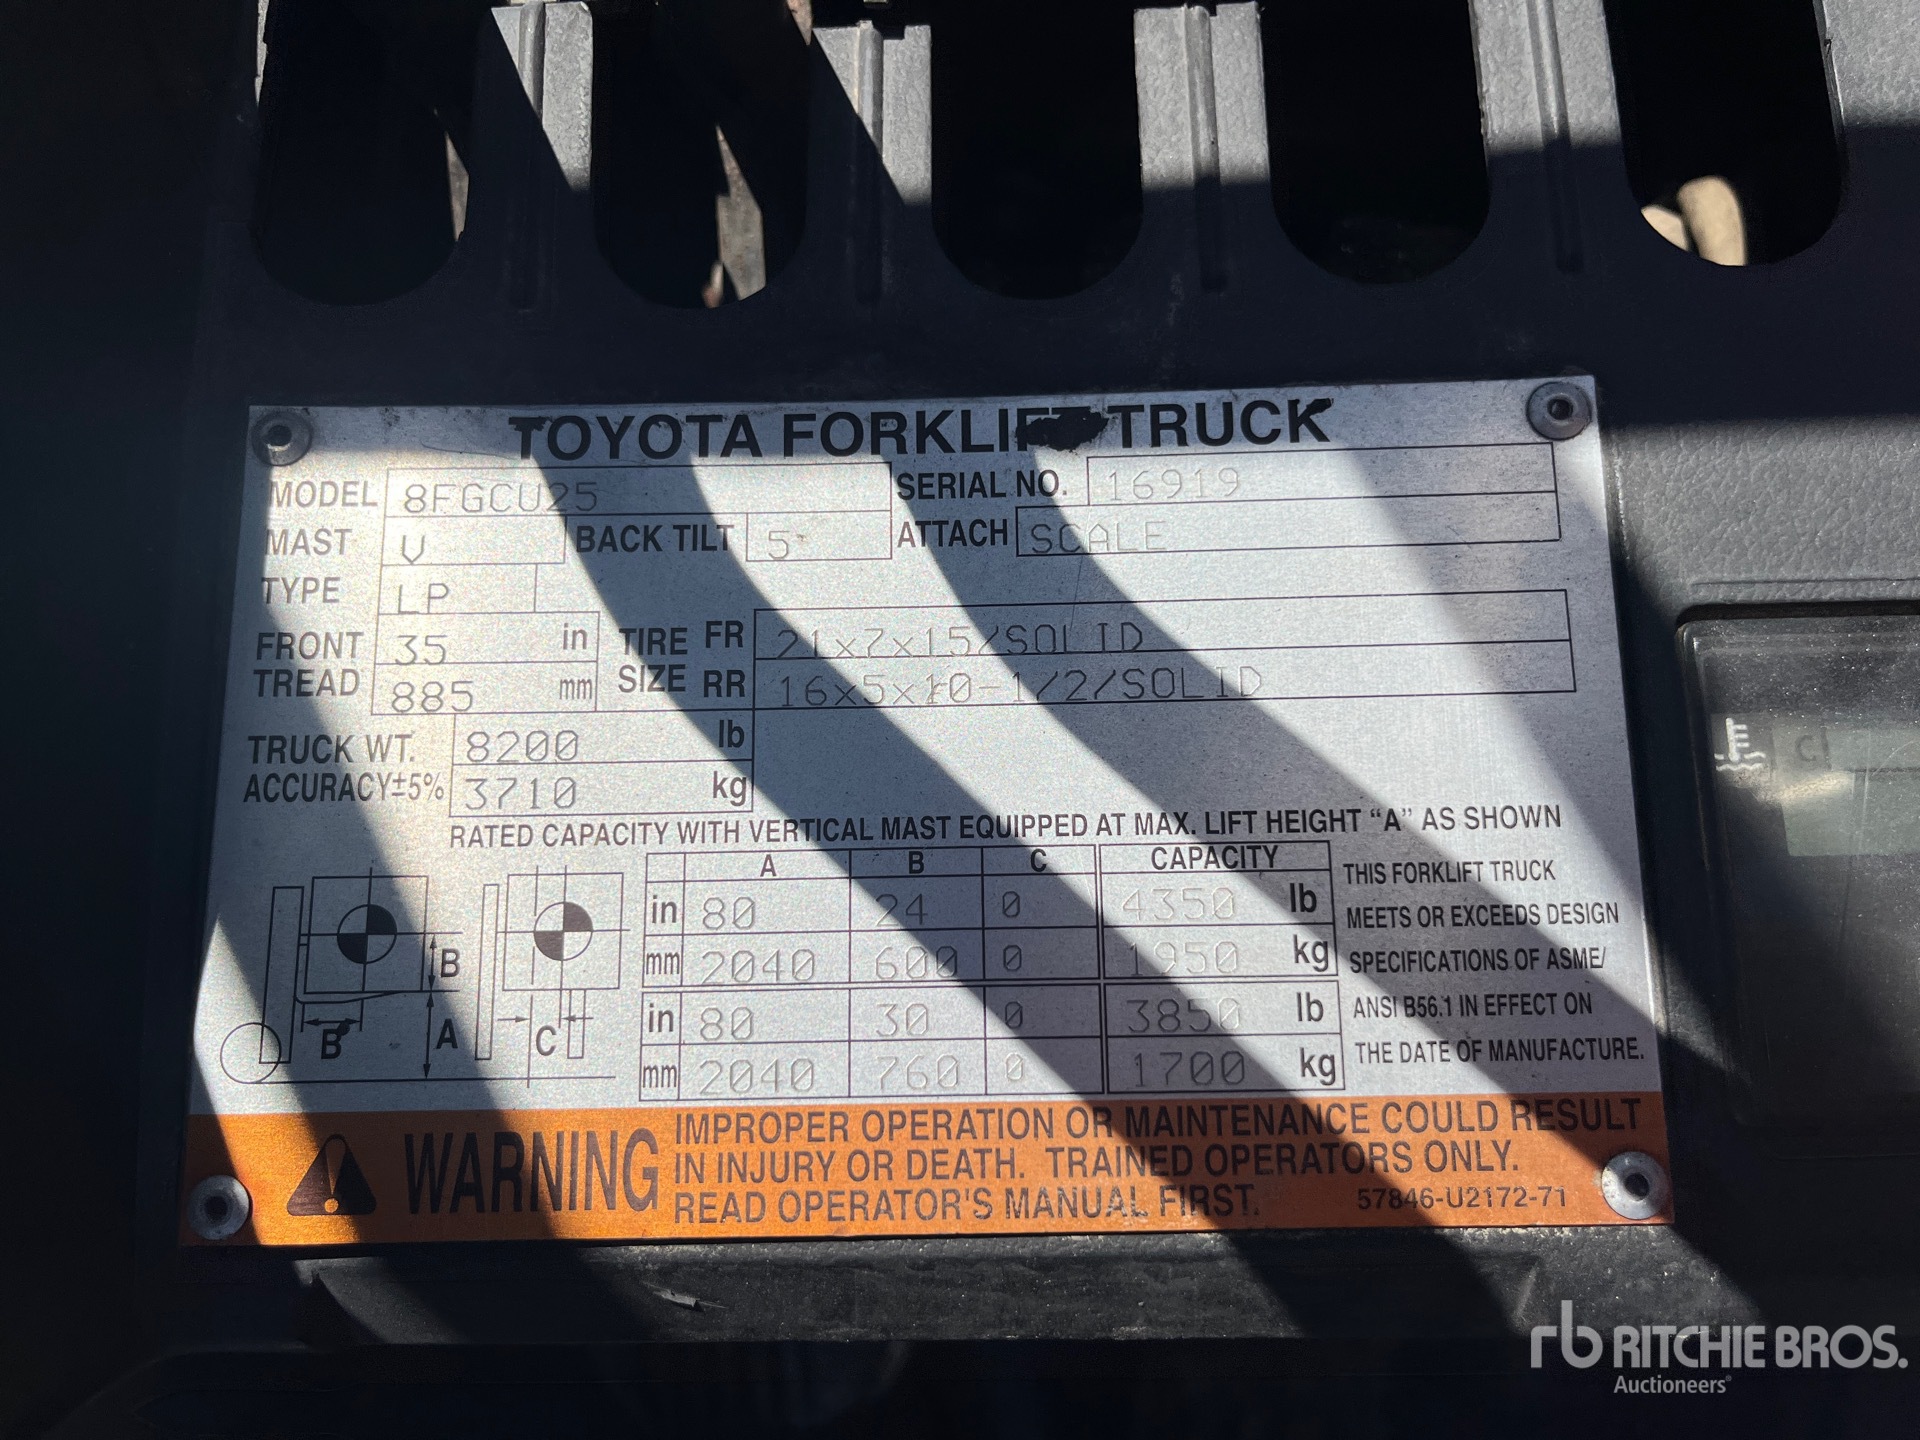 TOYOTA FORKLIFT TRUCK
MODEL 8FGCU25 SERIAL NO. 16919
MAST V BACK TILT 5° ATTACH SCALE
TYPE LP
FRONT TREAD 35 in TIRE SIZE FR 21x7x15/SOLID
885 mm RR 16x5x10-1/2/SOLID
TRUCK WT. 8200 lb
ACCURACY±5% 3710 kg
RATED CAPACITY WITH VERTICAL MAST EQUIPPED AT MAX. LIFT HEIGHT "A" AS SHOWN
A B C CAPACITY
in 80 24 0 4350 lb
mm 2040 600 0 1950 kg
in 80 30 0 3850 lb
mm 2040 760 0 1700 kg
B
B
A
C
THIS FORKLIFT TRUCK
MEETS OR EXCEEDS DESIGN
SPECIFICATIONS OF ASME/
ANSI B56.1 IN EFFECT ON
THE DATE OF MANUFACTURE.
WARNING
IMPROPER OPERATION OR MAINTENANCE COULD RESULT
IN INJURY OR DEATH. TRAINED OPERATORS ONLY.
READ OPERATOR'S MANUAL FIRST. 57846-U2172-71
C
rb RITCHIE BROS.
Auctioneers®